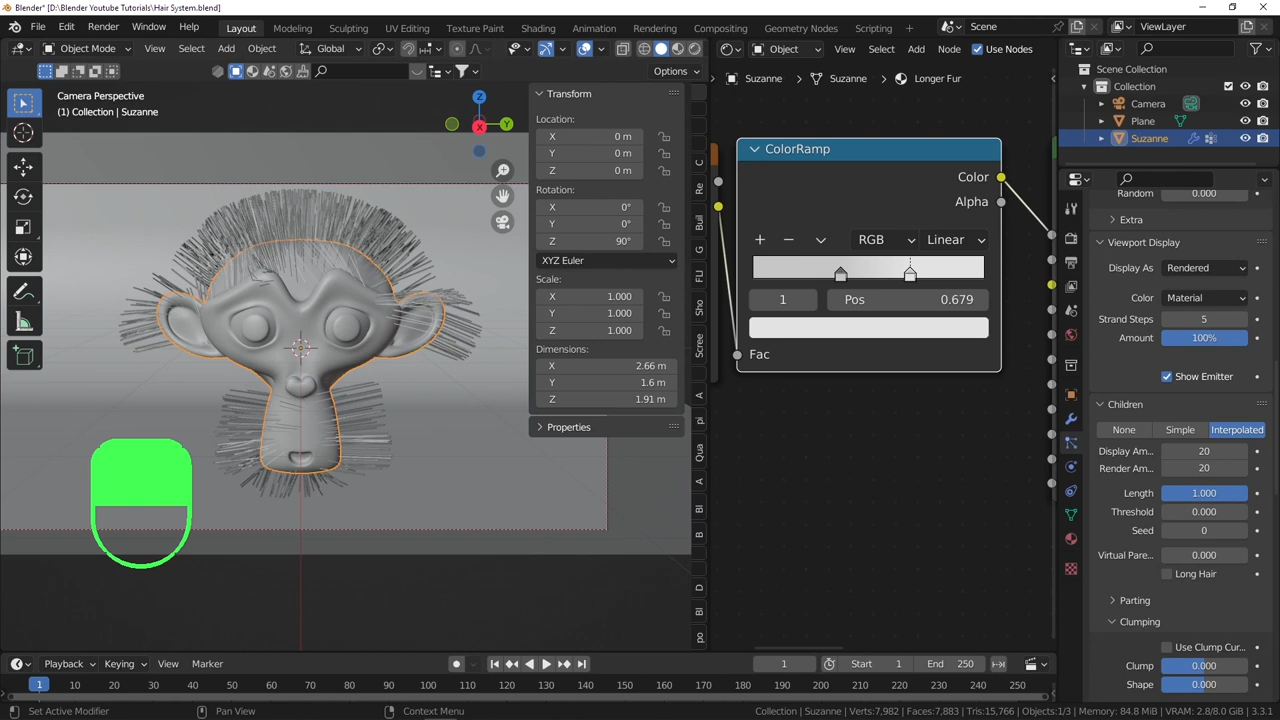 Blender* [D:\Blender Youtube Tutorials\Hair System.blend]
File Edit Render Window Help Layout Modeling Sculpting UV Editing Texture Paint Shading Animation Rendering Compositing Geometry Nodes Scripting Scene ViewLayer
Object Mode View Select Add Object Global Object View Select Add Node Use Nodes
Options
Camera Perspective
(1) Collection | Suzanne
Z
Y
X
Transform
Location:
X 0 m
Y 0 m
Z 0 m
Rotation:
X 0°
Y 0°
Z 90°
XYZ Euler
Scale:
X 1.000
Y 1.000
Z 1.000
Dimensions:
X 2.66 m
Y 1.6 m
Z 1.91 m
Properties
C
Re
Buil
G
FLI
Sho
Scree
A
pi
Qua
A
Bl
D
Bl
po
Suzanne Suzanne Longer Fur
ColorRamp
Color
Alpha
RGB Linear
1 Pos 0.679
Fac
Scene Collection
Collection
Camera
Plane
Suzanne
Random 0.000
Extra
Viewport Display
Display As Rendered
Color Material
Strand Steps 5
Amount 100%
Show Emitter
Children
None Simple Interpolated
Display Am... 20
Render Am... 20
Length 1.000
Threshold 0.000
Seed 0
Virtual Pare... 0.000
Long Hair
Parting
Clumping
Use Clump Cur...
Clump 0.000
Shape 0.000
Playback Keying View Marker 1 Start 1 End 250
1 10 20 30 40 50 60 70 80 90 100 110 120 130 140 150 160 170 180 190 200 210 220 230 240 250
Set Active Modifier Pan View Context Menu Collection | Suzanne | Verts:7,982 | Faces:7,883 | Tris:15,766 | Objects:1/3 | Memory: 84.8 MiB | VRAM: 2.8/8.0 GiB | 3.3.1